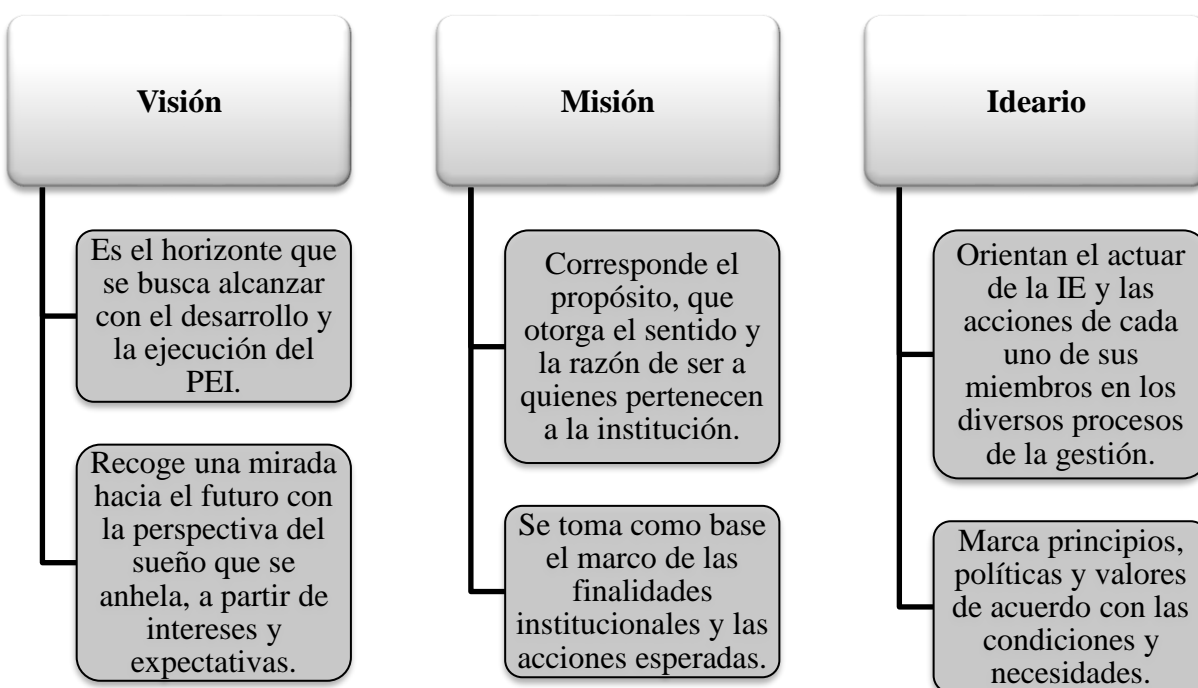 Visión
Es el horizonte que
se busca alcanzar
con el desarrollo y
la ejecución del
PEI.
Recoge una mirada
hacia el futuro con
la perspectiva del
sueño que se
anhela, a partir de
intereses y
expectativas.
Misión
Corresponde el
propósito, que
otorga el sentido y
la razón de ser a
quienes pertenecen
a la institución.
Se toma como base
el marco de las
finalidades
institucionales y las
acciones esperadas.
Ideario
Orientan el actuar
de la IE y las
acciones de cada
uno de sus
miembros en los
diversos procesos
de la gestión.
Marca principios,
políticas y valores
de acuerdo con las
condiciones y
necesidades.